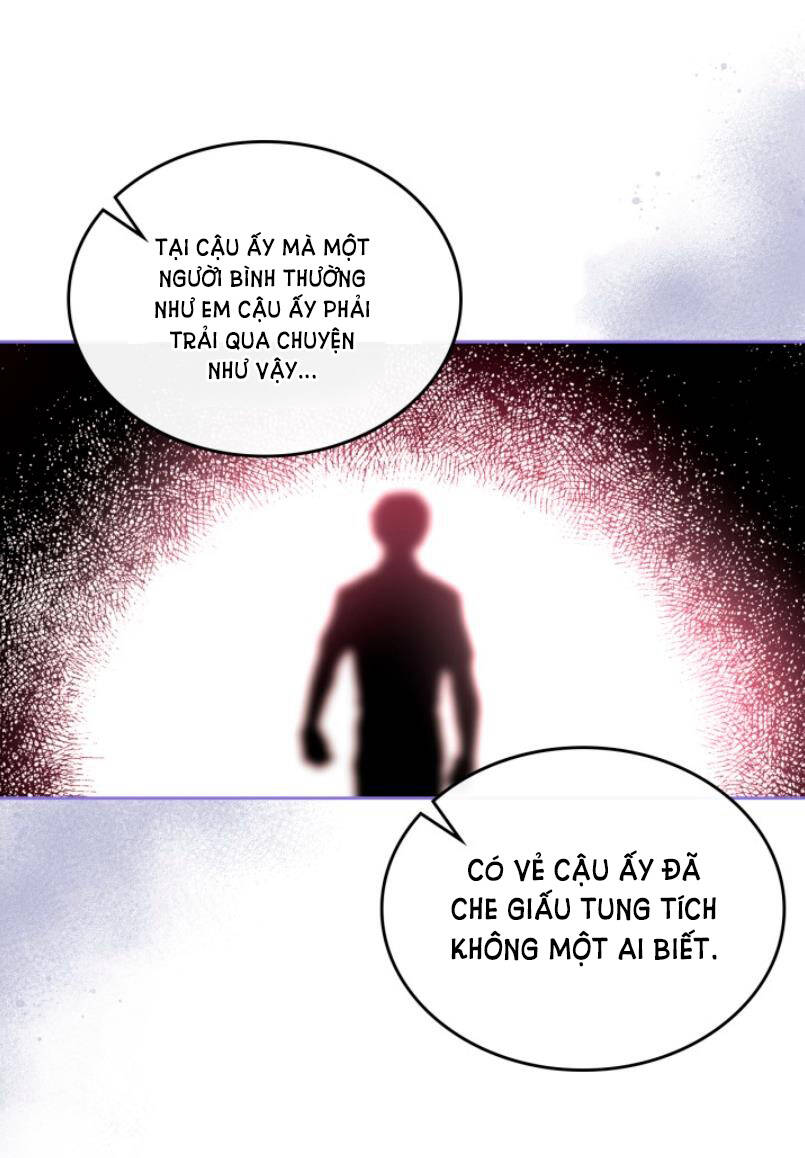 TẠI CẬU ẤY MÀ MỘT
NGƯỜI BÌNH THƯỜNG
NHƯ EM CẬU ẤY PHẢI
TRẢI QUA CHUYỆN
NHƯ VẬY...
CÓ VẺ CẬU ẤY ĐÃ
CHE GIẤU TUNG TÍCH
KHÔNG MỘT AI BIẾT.